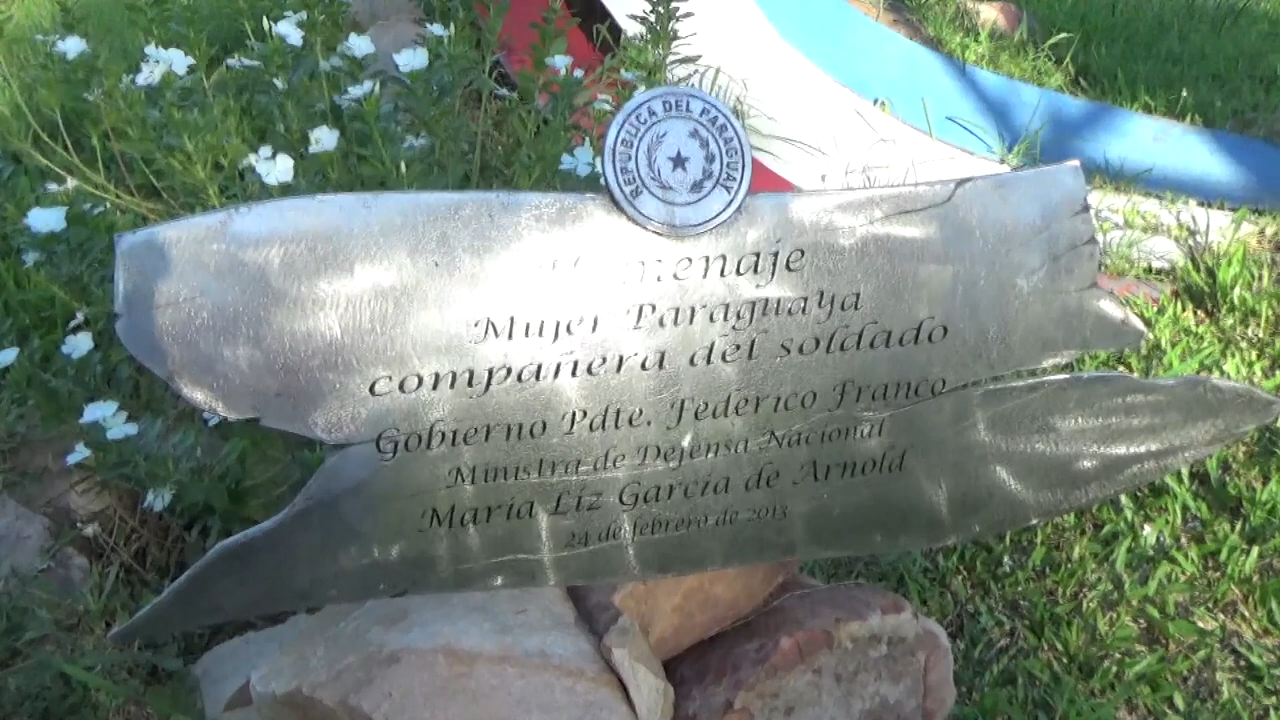 REPUBLICA DEL PARAGUAY
Homenaje
Mujer Paraguaya
compañera del soldado
Gobierno Pdte. Federico Franco
Ministra de Defensa Nacional
María Liz García de Arnold
24 de febrero de 2013